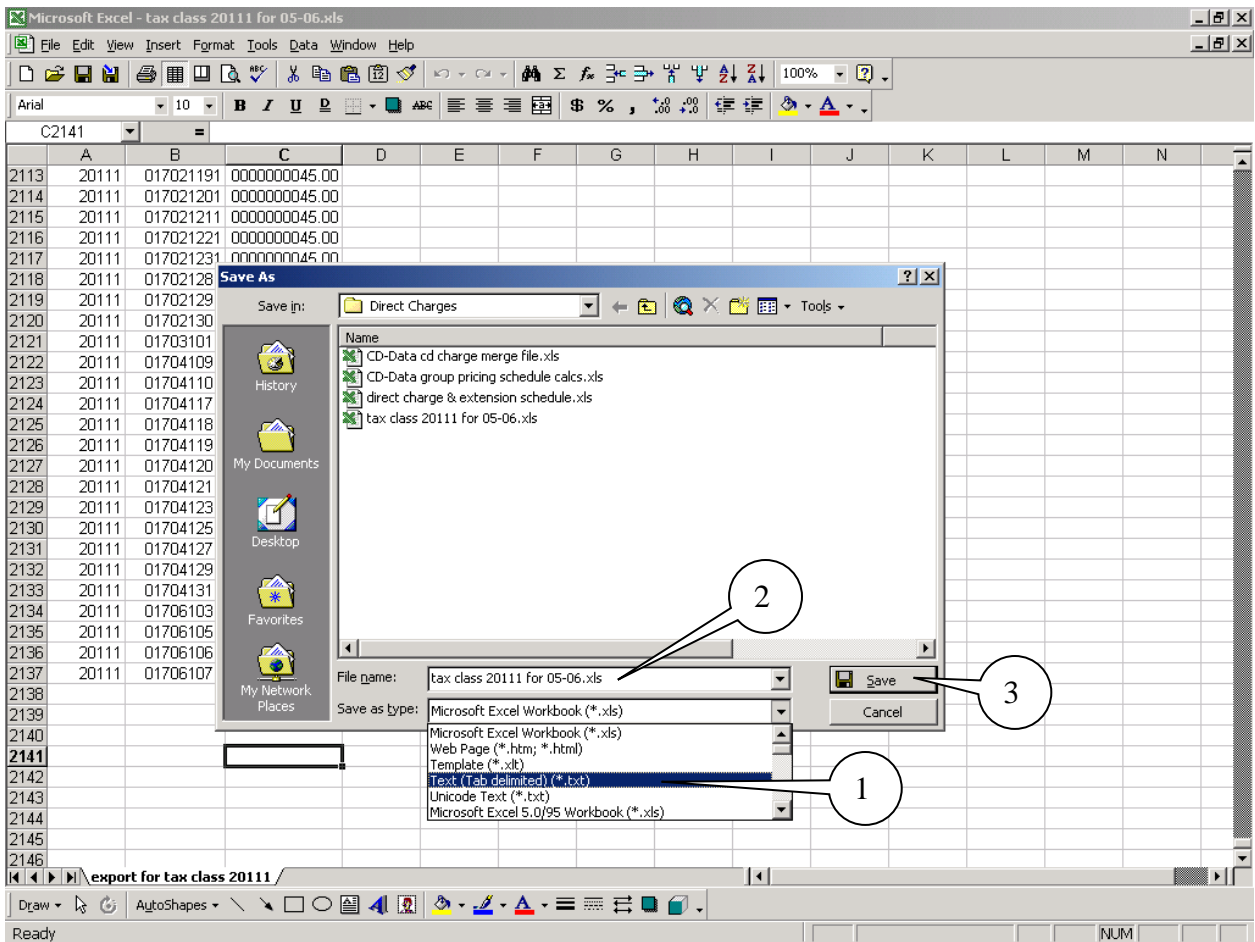 Microsoft Excel - tax class 20111 for 05-06.xls
File Edit View Insert Format Tools Data Window Help
100%
Arial 10 B I U D ABC $ % ,
C2141 =
A B C D E F G H I J K L M N
2113 20111 017021191 0000000045.00
2114 20111 017021201 0000000045.00
2115 20111 017021211 0000000045.00
2116 20111 017021221 0000000045.00
2117 20111 017021231 0000000045.00
2118 20111 01702128
2119 20111 01702129
2120 20111 01702130
2121 20111 01703101
2122 20111 01704109
2123 20111 01704110
2124 20111 01704117
2125 20111 01704118
2126 20111 01704119
2127 20111 01704120
2128 20111 01704121
2129 20111 01704123
2130 20111 01704125
2131 20111 01704127
2132 20111 01704129
2133 20111 01704131
2134 20111 01706103
2135 20111 01706105
2136 20111 01706106
2137 20111 01706107
2138
2139
2140
2141
2142
2143
2144
2145
2146
Save As
Save in: Direct Charges Tools
History
My Documents
Desktop
Favorites
My Network
Places
Name
CD-Data cd charge merge file.xls
CD-Data group pricing schedule calcs.xls
direct charge & extension schedule.xls
tax class 20111 for 05-06.xls
2
File name: tax class 20111 for 05-06.xls Save
3
Save as type: Microsoft Excel Workbook (*.xls) Cancel
Microsoft Excel Workbook (*.xls)
Web Page (*.htm; *.html)
Template (*.xlt)
Text (Tab delimited) (*.txt)
1
Unicode Text (*.txt)
Microsoft Excel 5.0/95 Workbook (*.xls)
export for tax class 20111
Draw AutoShapes
Ready NUM